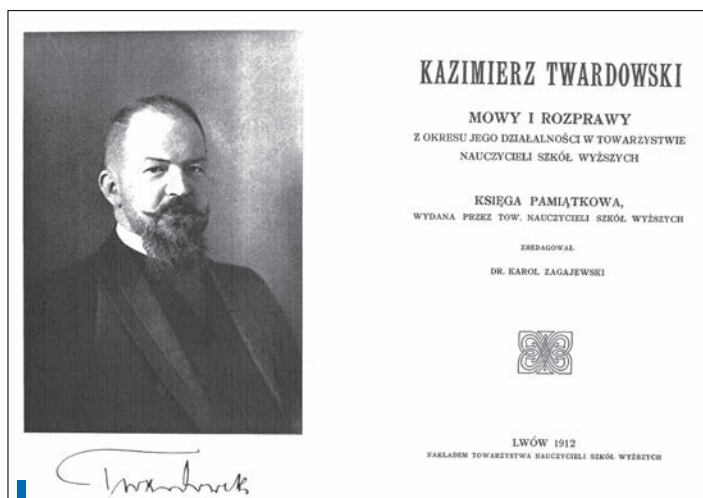 Twardowski
KAZIMIERZ TWARDOWSKI
MOWY I ROZPRAWY
Z OKRESU JEGO DZIAŁALNOŚCI W TOWARZYSTWIE
NAUCZYCIELI SZKÓŁ WYŻSZYCH
KSIĘGA PAMIĄTKOWA,
WYDANA PRZEZ TOW. NAUCZYCIELI SZKÓŁ WYŻSZYCH
ZREDAGOWAŁ
DR. KAROL ZAGAJEWSKI
LWÓW 1912
NAKŁADEM TOWARZYSTWA NAUCZYCIELI SZKÓŁ WYŻSZYCH